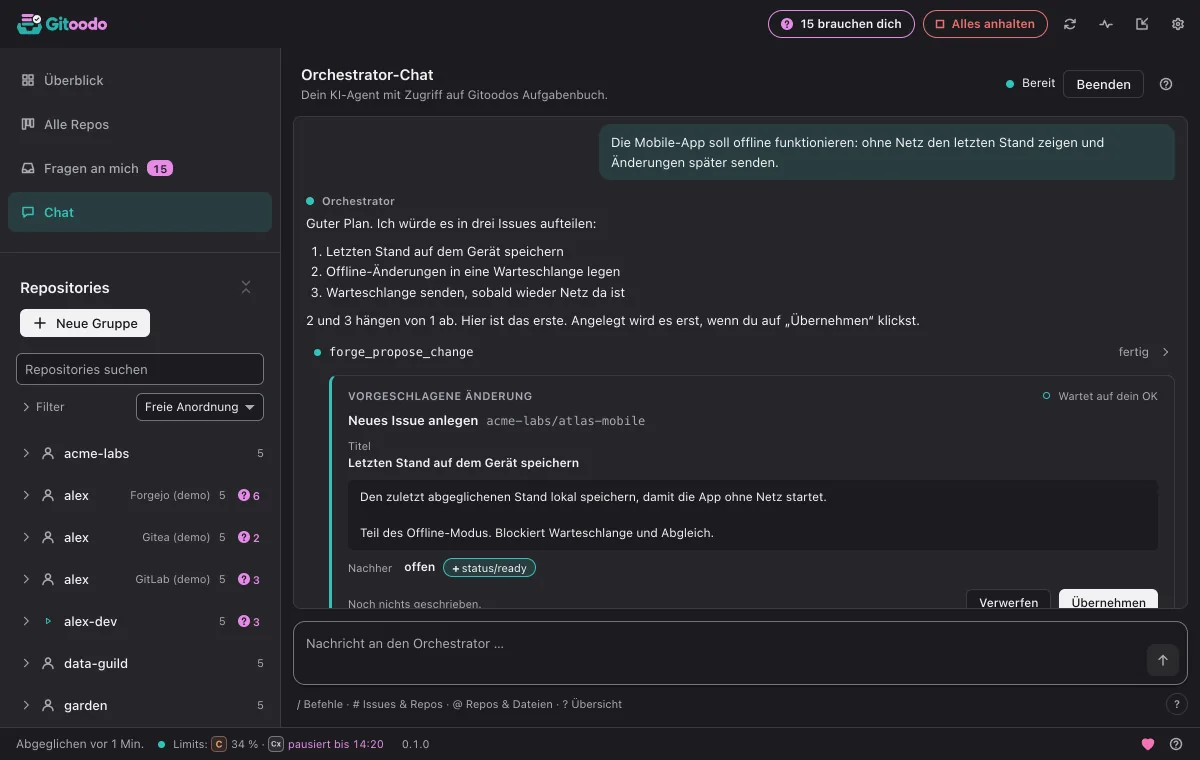 Gitoodo
15 brauchen dich
Alles anhalten
Überblick
Alle Repos
Fragen an mich 15
Chat
Repositories
Neue Gruppe
Repositories suchen
Filter
Freie Anordnung
acme-labs 5
alex Forgejo (demo) 5 ? 6
alex Gitea (demo) 5 ? 2
alex GitLab (demo) 5 ? 3
alex-dev 5 ? 3
data-guild 5
garden 5
Orchestrator-Chat
Dein KI-Agent mit Zugriff auf Gitoodos Aufgabenbuch.
Bereit
Beenden
Die Mobile-App soll offline funktionieren: ohne Netz den letzten Stand zeigen und
Änderungen später senden.
Orchestrator
Guter Plan. Ich würde es in drei Issues aufteilen:
1. Letzten Stand auf dem Gerät speichern
2. Offline-Änderungen in eine Warteschlange legen
3. Warteschlange senden, sobald wieder Netz da ist
2 und 3 hängen von 1 ab. Hier ist das erste. Angelegt wird es erst, wenn du auf „Übernehmen“ klickst.
forge_propose_change fertig
VORGESCHLAGENE ÄNDERUNG
Wartet auf dein OK
Neues Issue anlegen acme-labs/atlas-mobile
Titel
Letzten Stand auf dem Gerät speichern
Den zuletzt abgeglichenen Stand lokal speichern, damit die App ohne Netz startet.
Teil des Offline-Modus. Blockiert Warteschlange und Abgleich.
Nachher offen + status/ready
Noch nichts geschrieben.
Verwerfen
Übernehmen
Nachricht an den Orchestrator ...
/ Befehle · # Issues & Repos · @ Repos & Dateien · ? Übersicht
?
Abgeglichen vor 1 Min. Limits: C 34 % · Cx pausiert bis 14:20 0.1.0